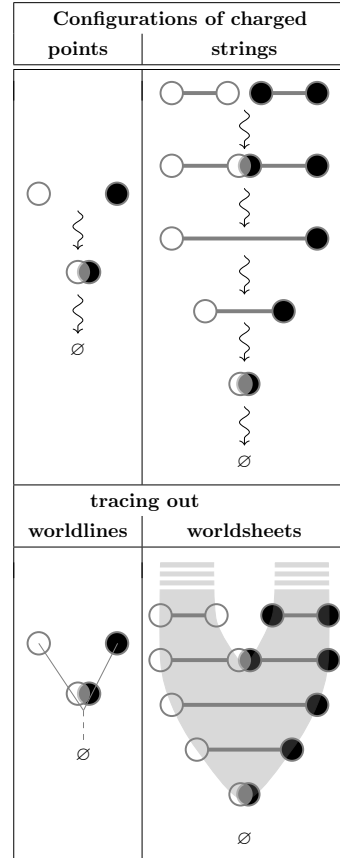 Configurations of charged
points strings
∅
∅
tracing out
worldlines worldsheets
∅
∅